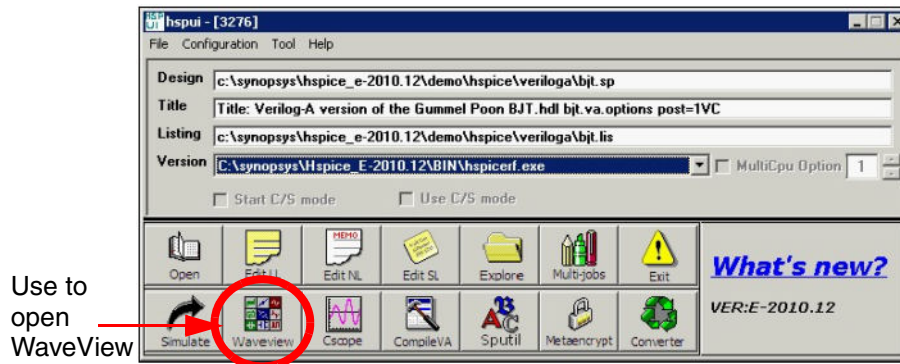 hspui - [3276]
File Configuration Tool Help
Design c:\synopsys\hspice_e-2010.12\demo\hspice\veriloga\bjt.sp
Title Title: Verilog-A version of the Gummel Poon BJT.hdl bjt.va.options post=1VC
Listing c:\synopsys\hspice_e-2010.12\demo\hspice\veriloga\bjt.lis
Version C:\synopsys\Hspice_E-2010.12\BIN\hspicerf.exe MultiCpu Option 1
Start C/S mode Use C/S mode
Open Edit LL Edit NL Edit SL Explore Multi-jobs Exit
What's new?
VER:E-2010.12
Simulate Waveview Cscope CompileVA Sputil Metaencrypt Converter
Use to
open
WaveView